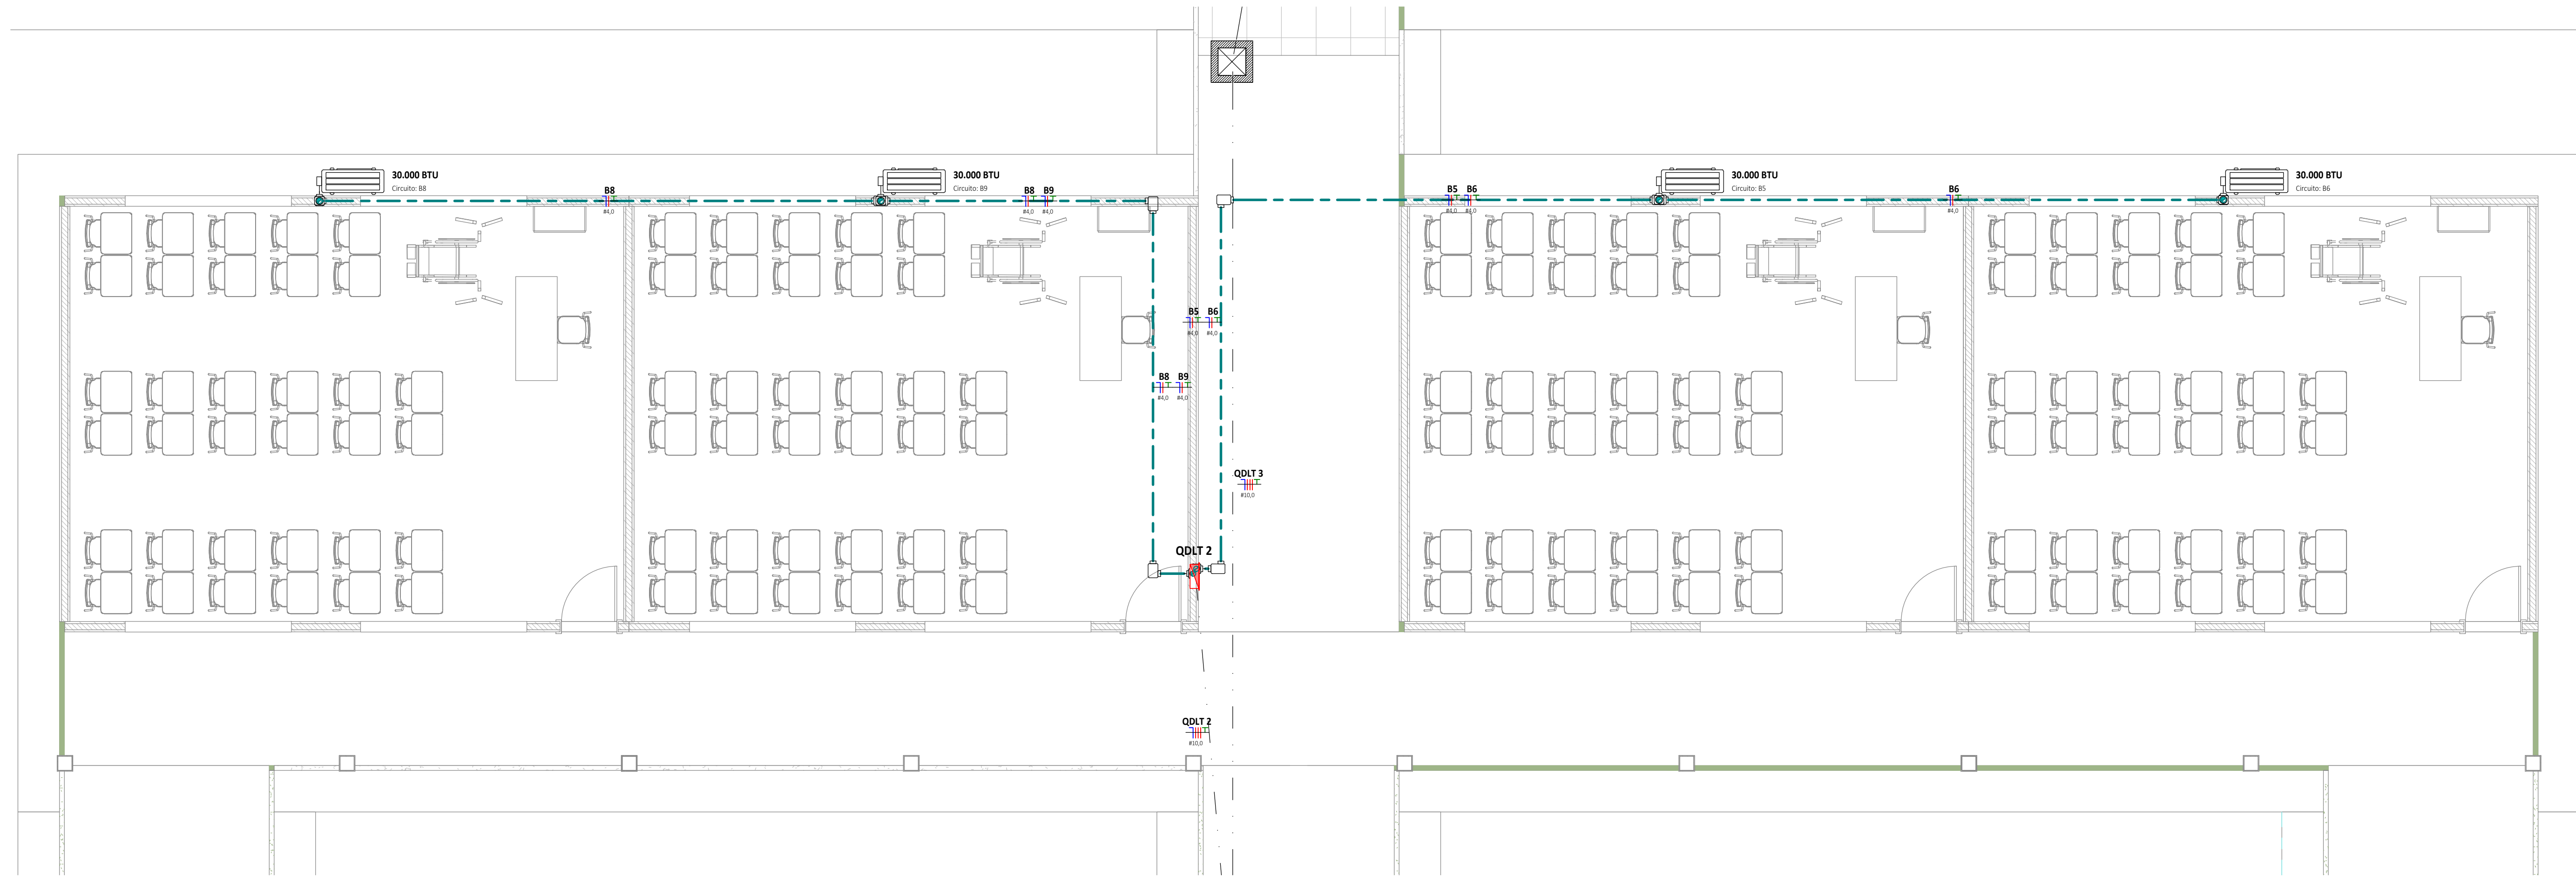 30.000 BTU
Circuito: B8
B8
#4,0
30.000 BTU
Circuito: B9
B8 B9
#4,0 #4,0
B5 B6
#4,0 #4,0
30.000 BTU
Circuito: B5
B6
#4,0
30.000 BTU
Circuito: B6
B5 B6
#4,0 #4,0
B8 B9
#4,0 #4,0
QDLT 3
#10,0
QDLT 2
QDLT 2
#10,0